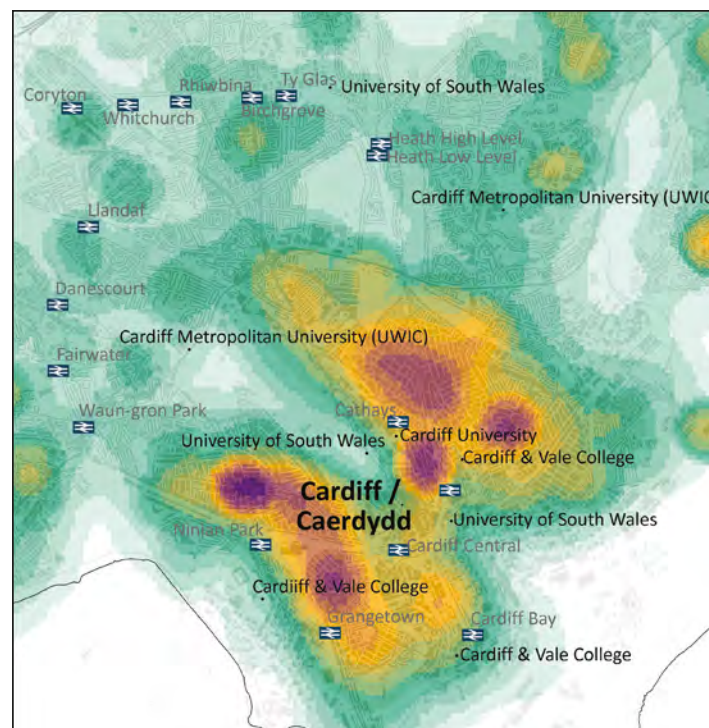 Ty Glas
Rhiwbina
University of South Wales
Coryton
Whitchurch
Birchgrove
Heath High Level
Heath Low Level
Cardiff Metropolitan University (UWIC
Llandaf
Danescourt
Cardiff Metropolitan University (UWIC)
Fairwater
Waun-gron Park
Cathays
Cardiff University
University of South Wales
Cardiff & Vale College
Cardiff /
Caerdydd
University of South Wales
Ninian Park
Cardiff Central
Cardiiff & Vale College
Grangetown
Cardiff Bay
Cardiff & Vale College